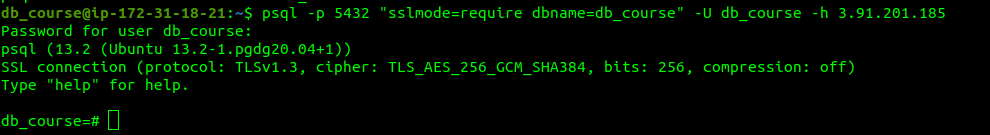 db_course@ip-172-31-18-21:~$ psql -p 5432 "sslmode=require dbname=db_course" -U db_course -h 3.91.201.185
Password for user db_course:
psql (13.2 (Ubuntu 13.2-1.pgdg20.04+1))
SSL connection (protocol: TLSv1.3, cipher: TLS_AES_256_GCM_SHA384, bits: 256, compression: off)
Type "help" for help.
db_course=#